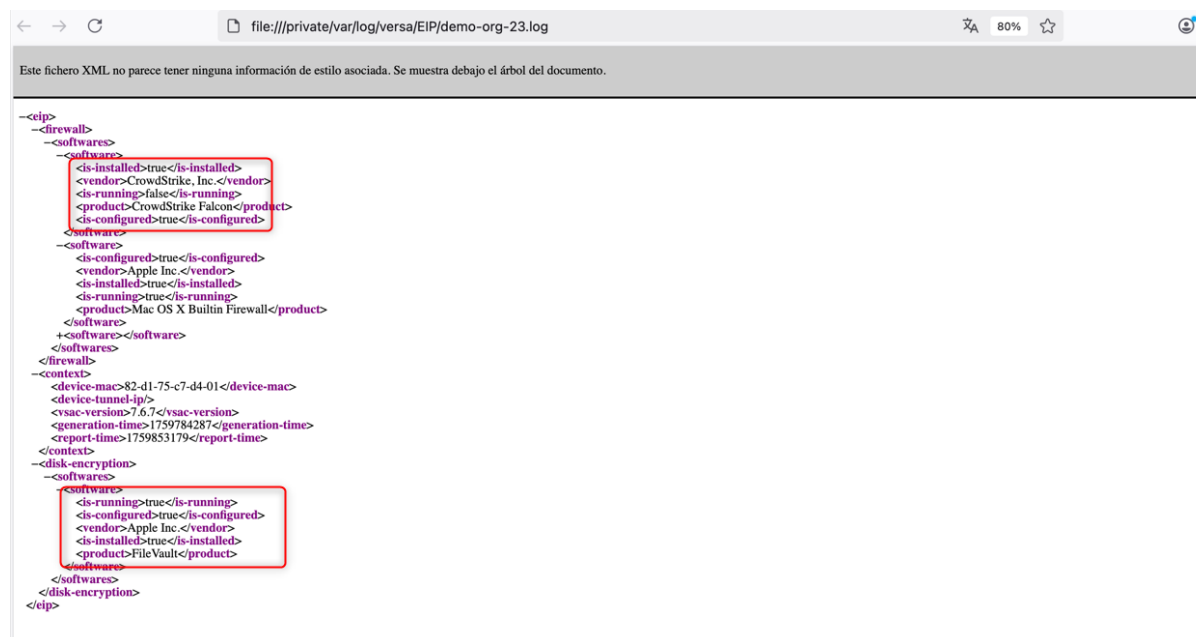 file:///private/var/log/versa/EIP/demo-org-23.log 80%
Este fichero XML no parece tener ninguna información de estilo asociada. Se muestra debajo el árbol del documento.
−<eip>
−<firewall>
−<softwares>
−<software>
<is-installed>true</is-installed>
<vendor>CrowdStrike, Inc.</vendor>
<is-running>false</is-running>
<product>CrowdStrike Falcon</product>
<is-configured>true</is-configured>
</software>
−<software>
<is-configured>true</is-configured>
<vendor>Apple Inc.</vendor>
<is-installed>true</is-installed>
<is-running>true</is-running>
<product>Mac OS X Builtin Firewall</product>
</software>
+<software></software>
</softwares>
</firewall>
−<context>
<device-mac>82-d1-75-c7-d4-01</device-mac>
<device-tunnel-ip/>
<vsac-version>7.6.7</vsac-version>
<generation-time>1759784287</generation-time>
<report-time>1759853179</report-time>
</context>
−<disk-encryption>
−<softwares>
−<software>
<is-running>true</is-running>
<is-configured>true</is-configured>
<vendor>Apple Inc.</vendor>
<is-installed>true</is-installed>
<product>FileVault</product>
</software>
</softwares>
</disk-encryption>
</eip>